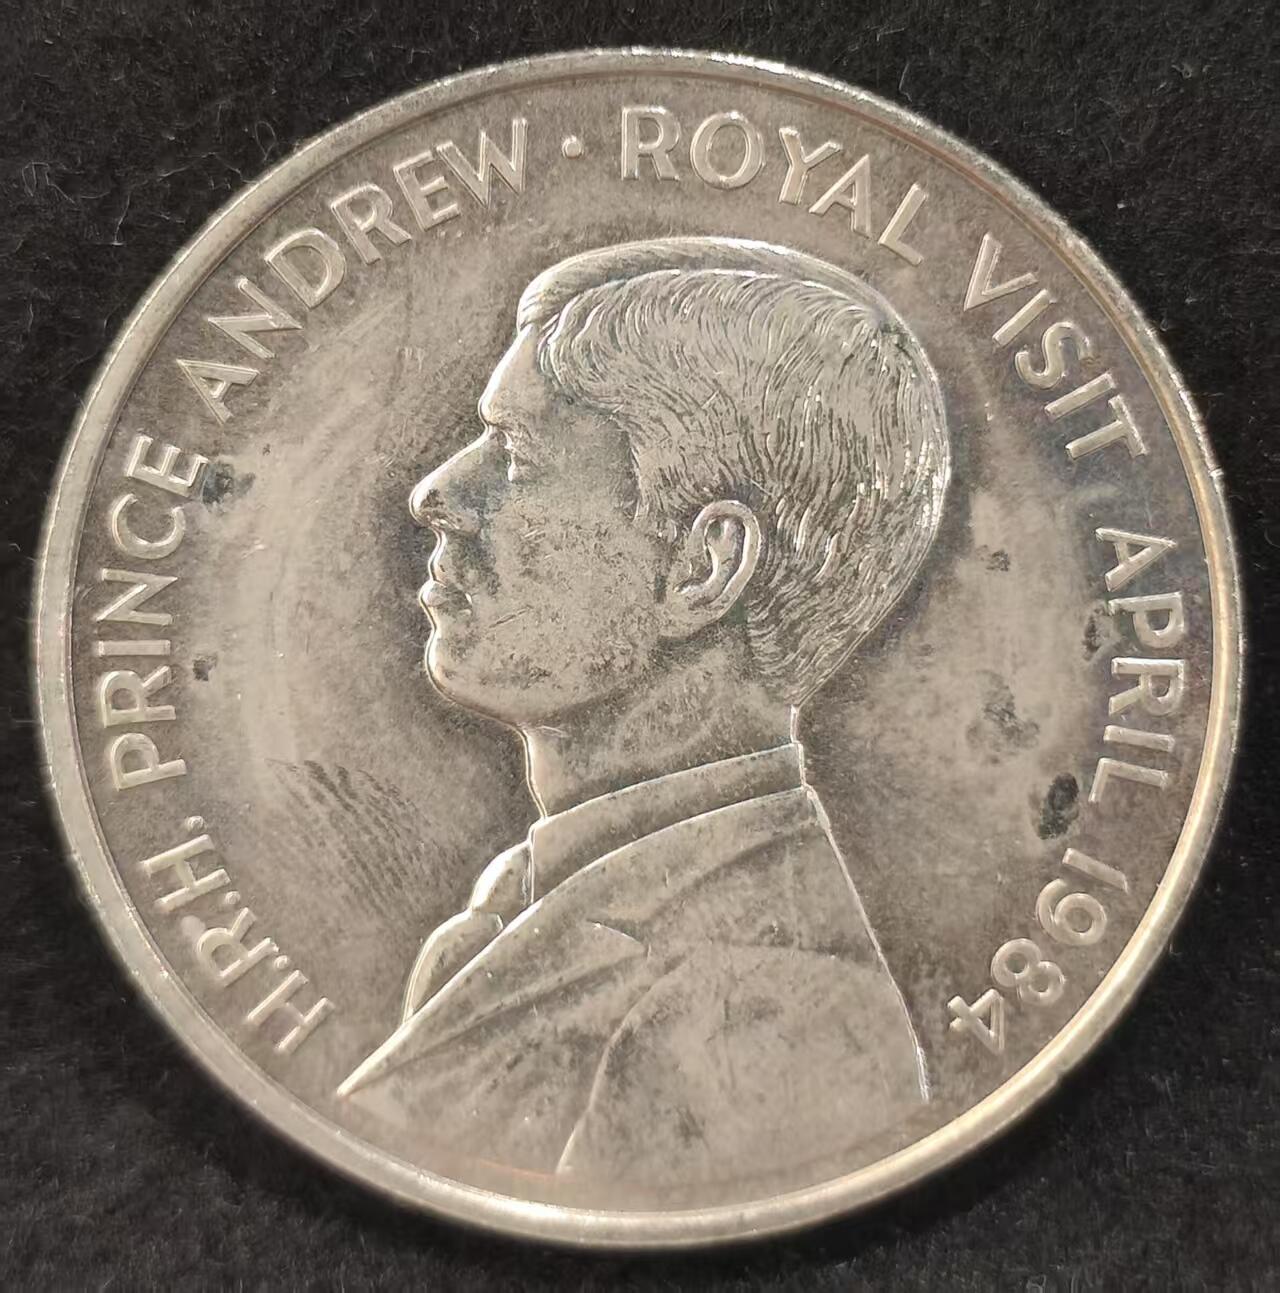 H.R.H. PRINCE ANDREW · ROYAL VISIT APRIL 1984